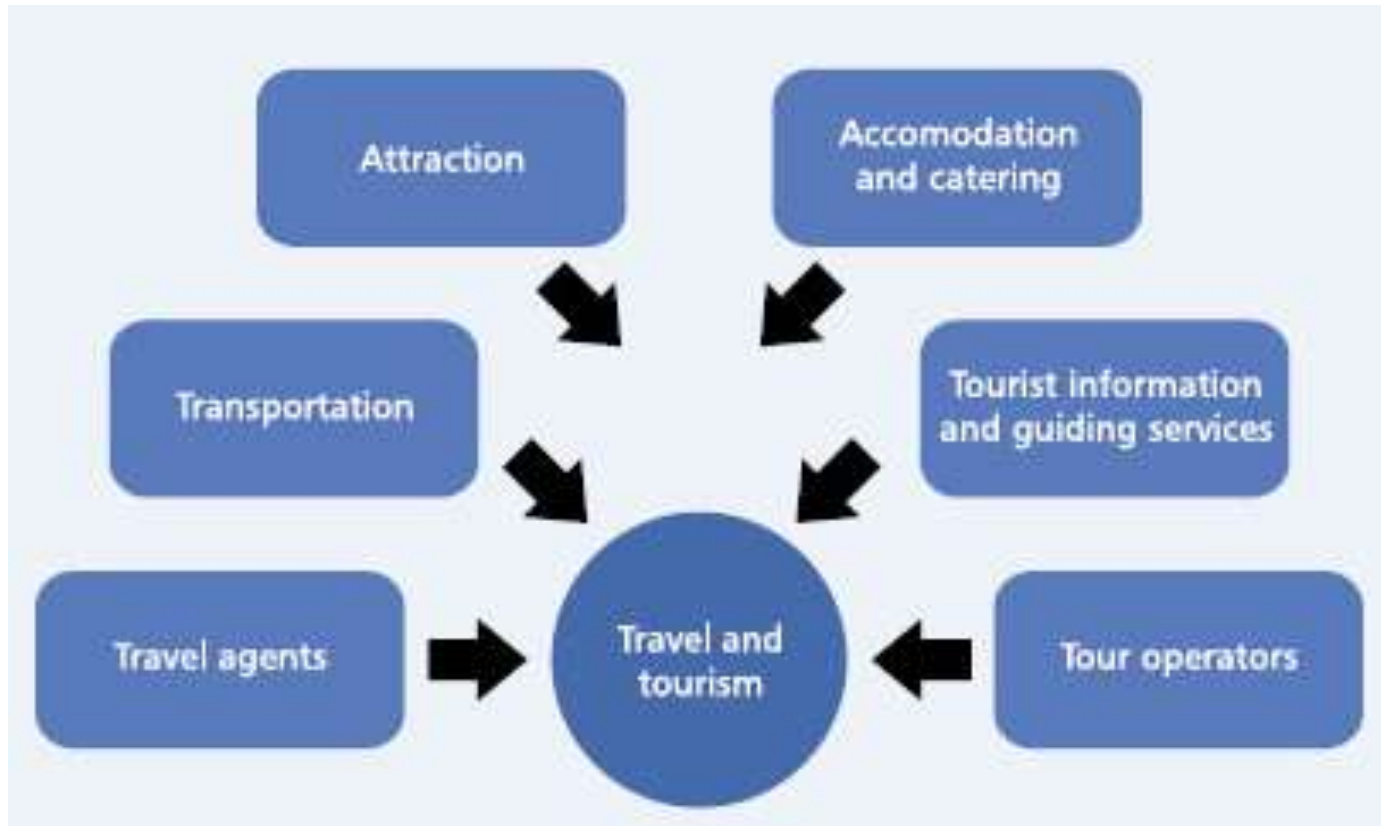 Attraction
Accomodation
and catering
Transportation
Tourist information
and guiding services
Travel agents
Travel and
tourism
Tour operators